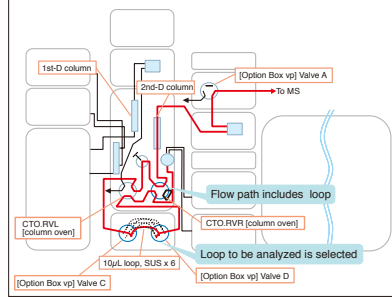 1st-D column
[Option Box vp] Valve A
2nd-D column
To MS
Flow path includes loop
CTO.RVL
[column oven]
CTO.RVR [column oven]
Loop to be analyzed is selected
10µL loop, SUS x 6
[Option Box vp] Valve D
[Option Box vp] Valve C